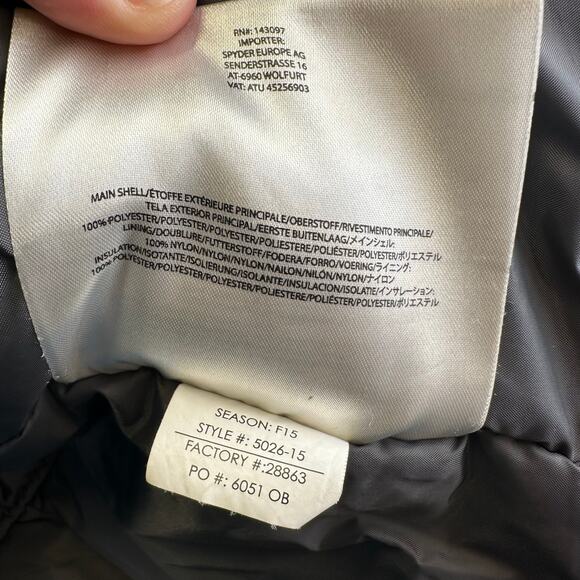 RN#: 143097
IMPORTER:
SPYDER EUROPE AG
SENDERSTRASSE 16
AT-6960 WOLFURT
VAT: ATU 45256903
MAIN SHELL/ÉTOFFE EXTÉRIEURE PRINCIPALE/OBERSTOFF/RIVESTIMENTO PRINCIPALE/
TELA EXTERIOR PRINCIPAL/EERSTE BUITENLAAG/メインシェル:
100% POLYESTER/POLYESTER/POLYESTER/POLIESTERE/POLIÉSTER/POLYESTER/ポリエステル
LINING/DOUBLURE/FUTTERSTOFF/FODERA/FORRO/VOERING/ライニング:
100% NYLON/NYLON/NYLON/NAILON/NILÓN/NYLON/ナイロン
INSULATION/ISOTANTE/ISOLIERUNG/ISOLANTE/INSULACION/ISOLATIE/インサレーション:
100% POLYESTER/POLYESTER/POLYESTER/POLIESTERE/POLIÉSTER/POLYESTER/ポリエステル
SEASON: F15
STYLE #: 5026-15
FACTORY #:28863
PO #: 6051 OB